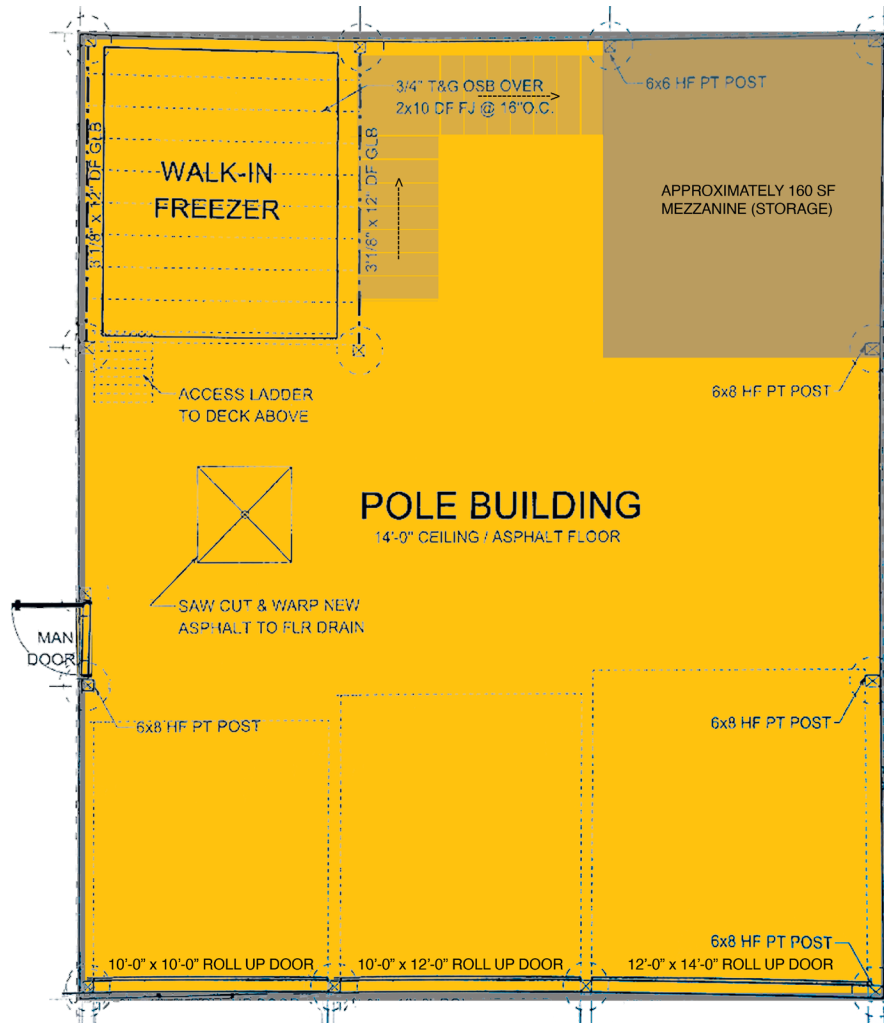 3/4" T&G OSB OVER
2x10 DF FJ @ 16"O.C.
6x6 HF PT POST
WALK-IN
FREEZER
3'1/8" x 12" DF GLB
3'1/8" x 12" DF GLB
APPROXIMATELY 160 SF
MEZZANINE (STORAGE)
ACCESS LADDER
TO DECK ABOVE
6x8 HF PT POST
POLE BUILDING
14'-0" CEILING / ASPHALT FLOOR
SAW CUT & WARP NEW
ASPHALT TO FLR DRAIN
MAN
DOOR
6x8 HF PT POST
6x8 HF PT POST
6x8 HF PT POST
10'-0" x 10'-0" ROLL UP DOOR
10'-0" x 12'-0" ROLL UP DOOR
12'-0" x 14'-0" ROLL UP DOOR